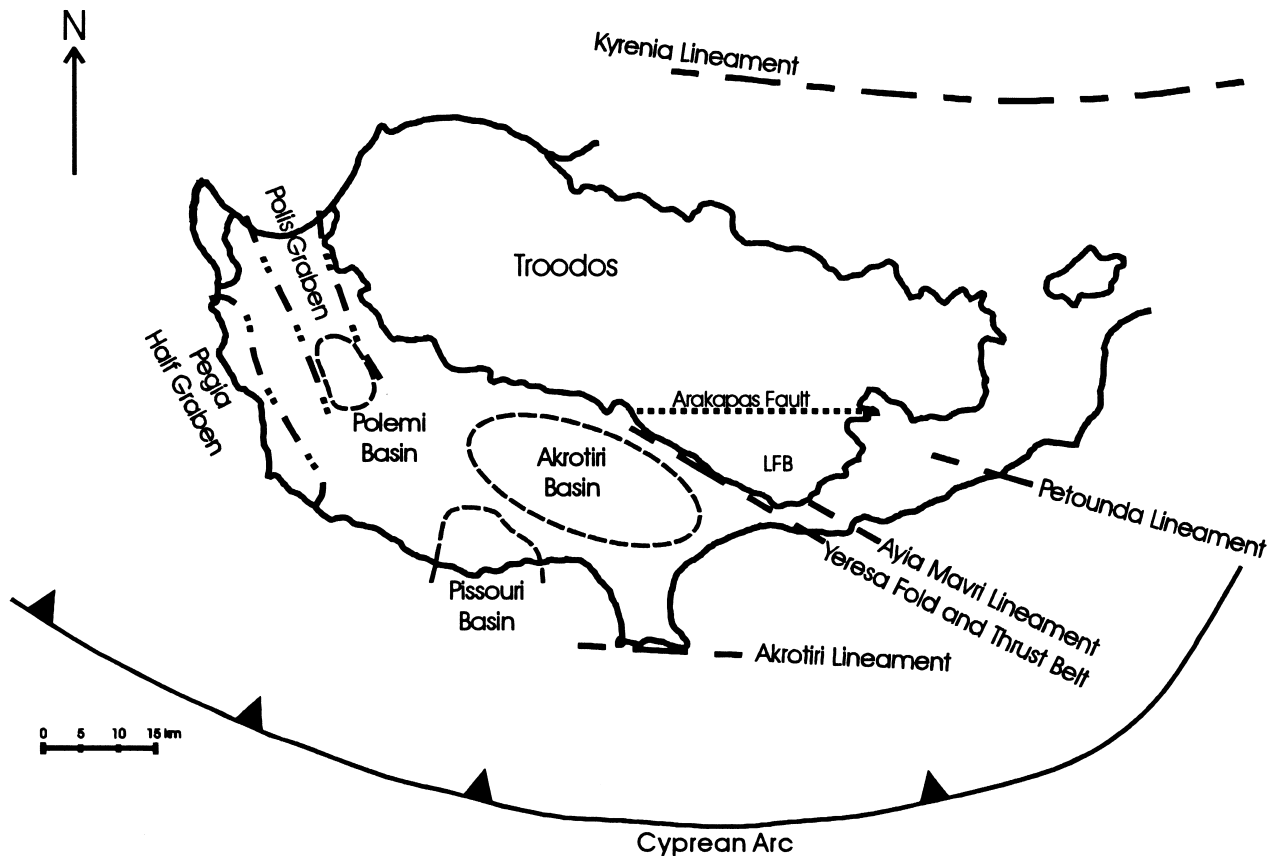 N
Kyrenia Lineament
Polis Graben
Troodos
Pegia
Half Graben
Arakapas Fault
Polemi
Basin
Akrotiri
Basin
LFB
Petounda Lineament
Ayia Mavri Lineament
Yeresa Fold and Thrust Belt
Pissouri
Basin
Akrotiri Lineament
0 5 10 15 km
Cyprean Arc